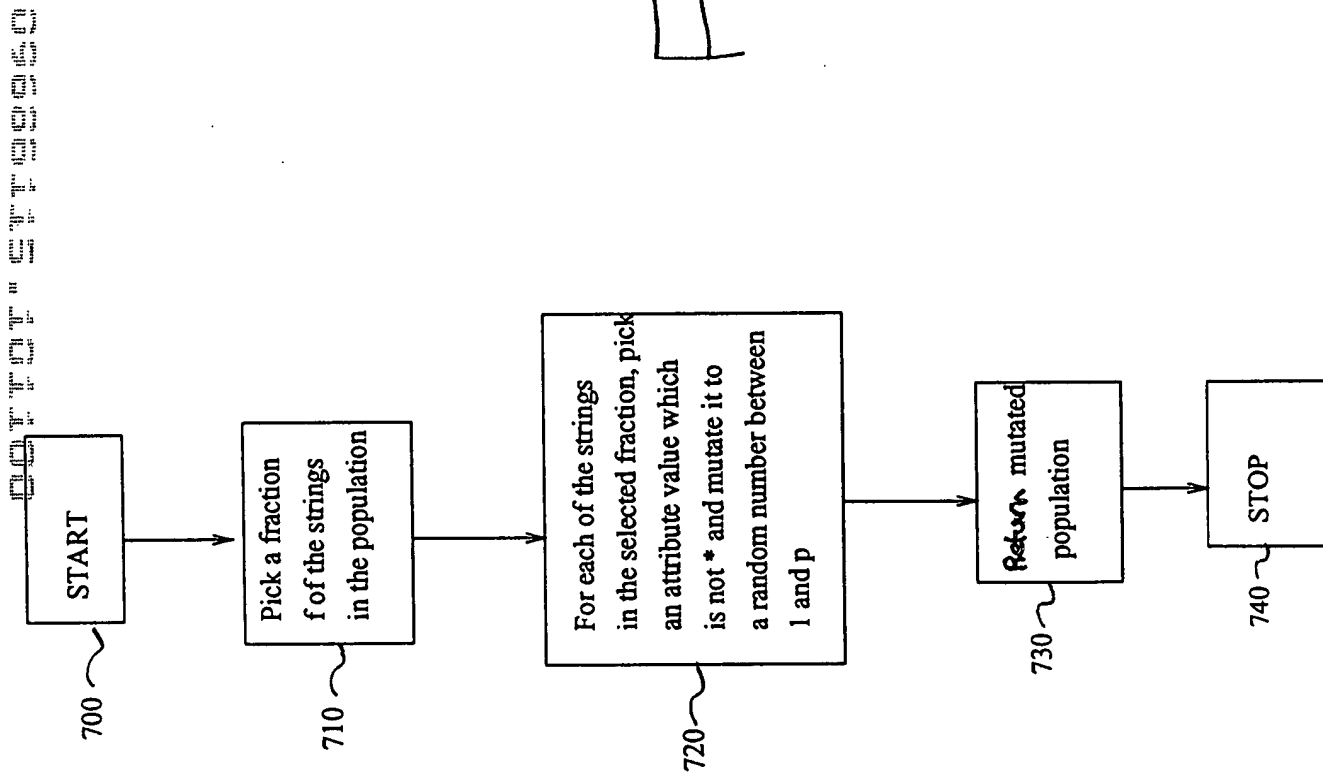 START
700
Pick a fraction
f of the strings
in the population
710
For each of the strings
in the selected fraction, pick
an attribute value which
is not * and mutate it to
a random number between
1 and p
720
Return mutated
population
730
STOP
740